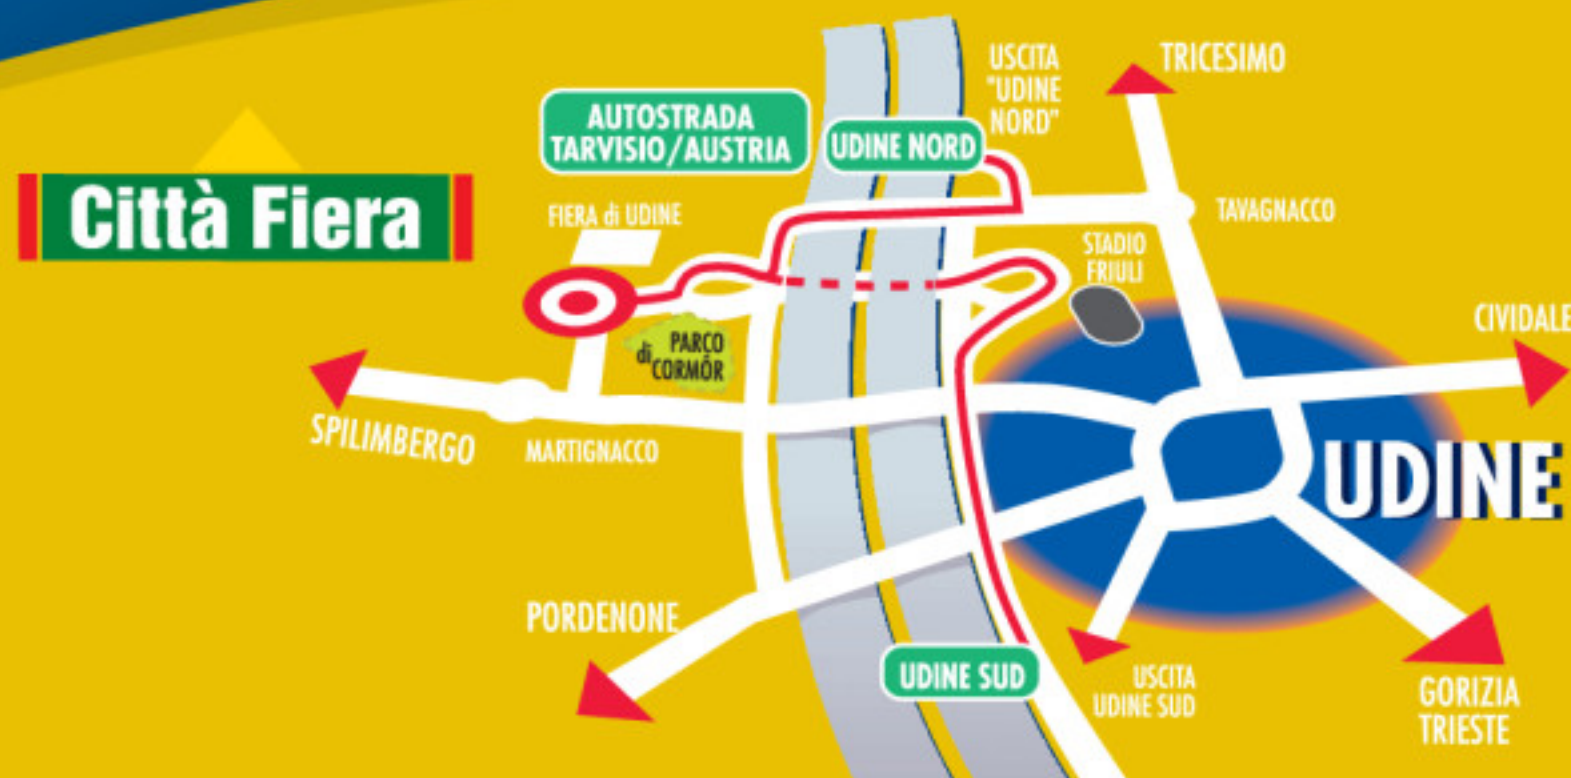 USCITA
"UDINE
NORD"
TRICESIMO
AUTOSTRADA
TARVISIO/AUSTRIA
UDINE NORD
Città Fiera
FIERA di UDINE
TAVAGNACCO
STADIO
FRIULI
CIVIDALE
PARCO
di CORMÔR
SPILIMBERGO
MARTIGNACCO
UDINE
PORDENONE
UDINE SUD
USCITA
UDINE SUD
GORIZIA
TRIESTE